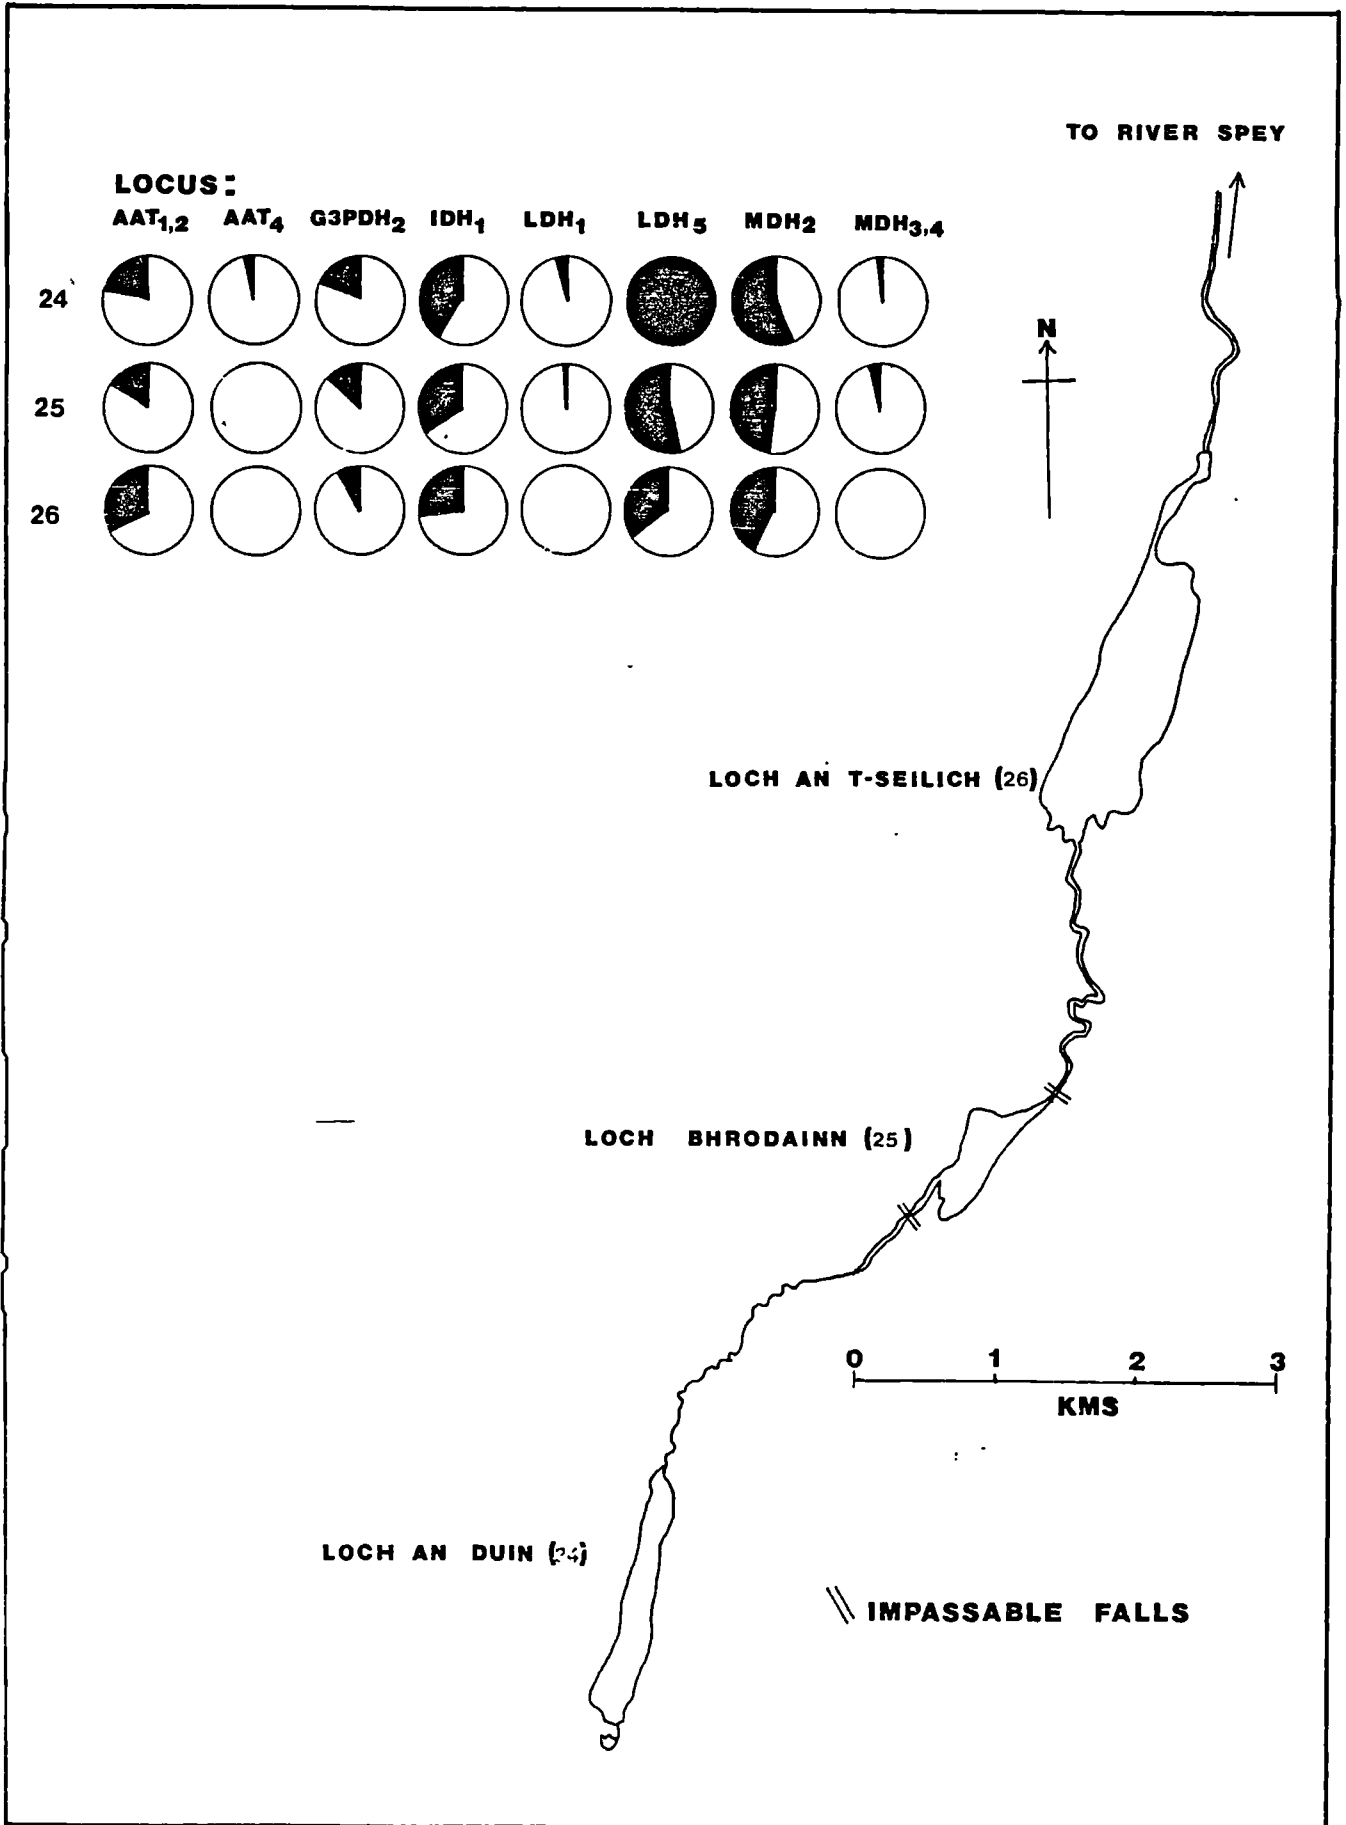 TO RIVER SPEY
LOCUS:
AAT1,2 AAT4 G3PDH2 IDH1 LDH1 LDH5 MDH2 MDH3,4
24
25
26
N
LOCH AN T-SEILICH (26)
LOCH BHRODAINN (25)
0 1 2 3
KMS
LOCH AN DUIN (24)
IMPASSABLE FALLS